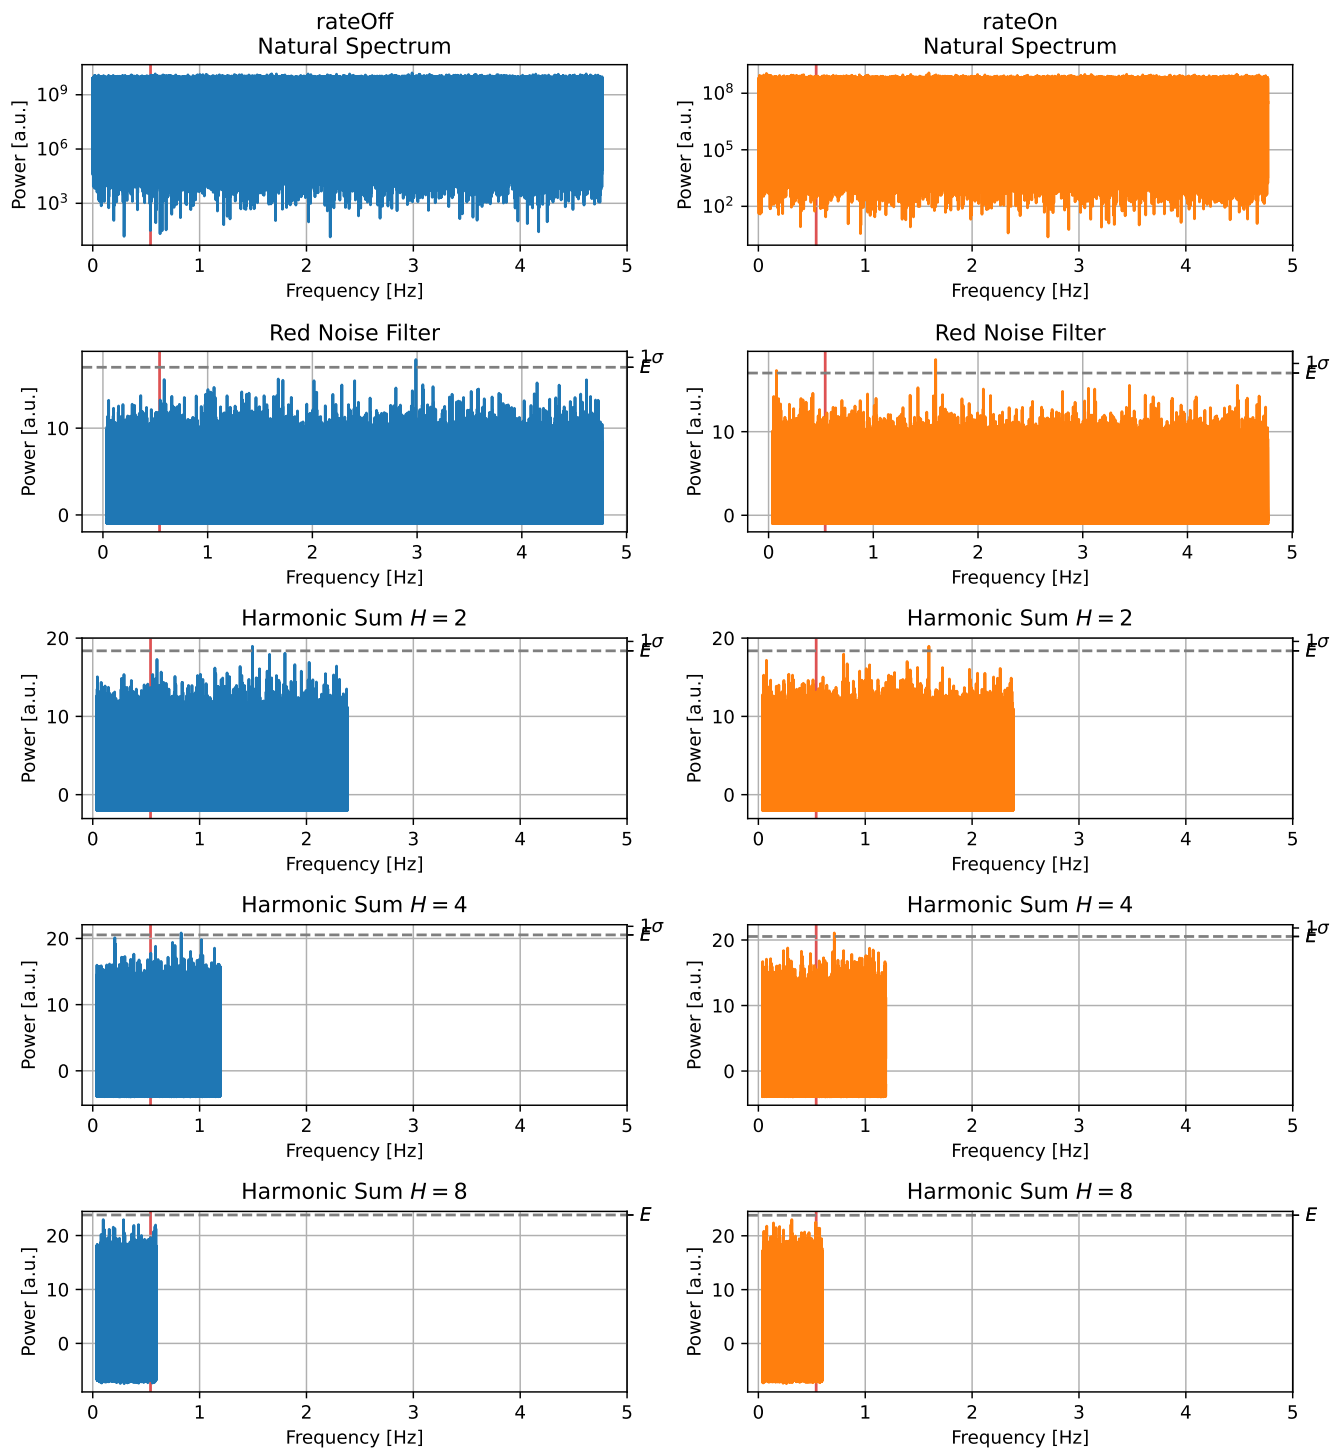 rateOff
Natural Spectrum
Power [a.u.]
10⁹
10⁶
10³
0 1 2 3 4 5
Frequency [Hz]
rateOn
Natural Spectrum
Power [a.u.]
10⁸
10⁵
10²
0 1 2 3 4 5
Frequency [Hz]
Red Noise Filter
Power [a.u.]
10
0
1σ
E
0 1 2 3 4 5
Frequency [Hz]
Red Noise Filter
Power [a.u.]
10
0
1σ
E
0 1 2 3 4 5
Frequency [Hz]
Harmonic Sum H = 2
Power [a.u.]
20
10
0
1σ
E
0 1 2 3 4 5
Frequency [Hz]
Harmonic Sum H = 2
Power [a.u.]
20
10
0
1σ
E
0 1 2 3 4 5
Frequency [Hz]
Harmonic Sum H = 4
Power [a.u.]
20
10
0
1σ
E
0 1 2 3 4 5
Frequency [Hz]
Harmonic Sum H = 4
Power [a.u.]
20
10
0
1σ
E
0 1 2 3 4 5
Frequency [Hz]
Harmonic Sum H = 8
Power [a.u.]
20
10
0
E
0 1 2 3 4 5
Frequency [Hz]
Harmonic Sum H = 8
Power [a.u.]
20
10
0
E
0 1 2 3 4 5
Frequency [Hz]